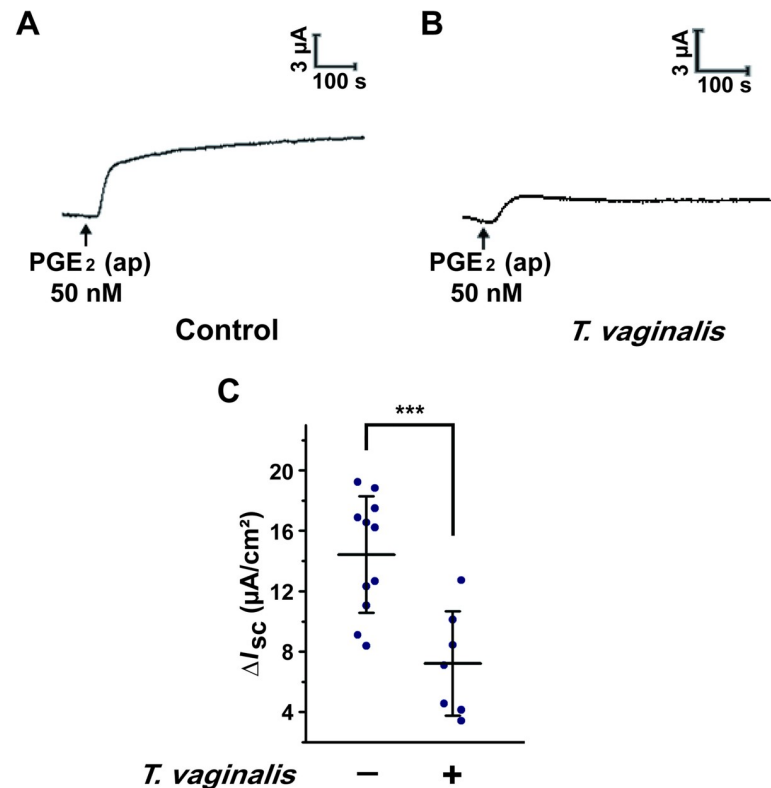 A
3 µA
100 s
PGE₂ (ap)
50 nM
Control
B
3 µA
100 s
PGE₂ (ap)
50 nM
T. vaginalis
C
***
ΔIsc (µA/cm²)
20
16
12
8
4
T. vaginalis − +